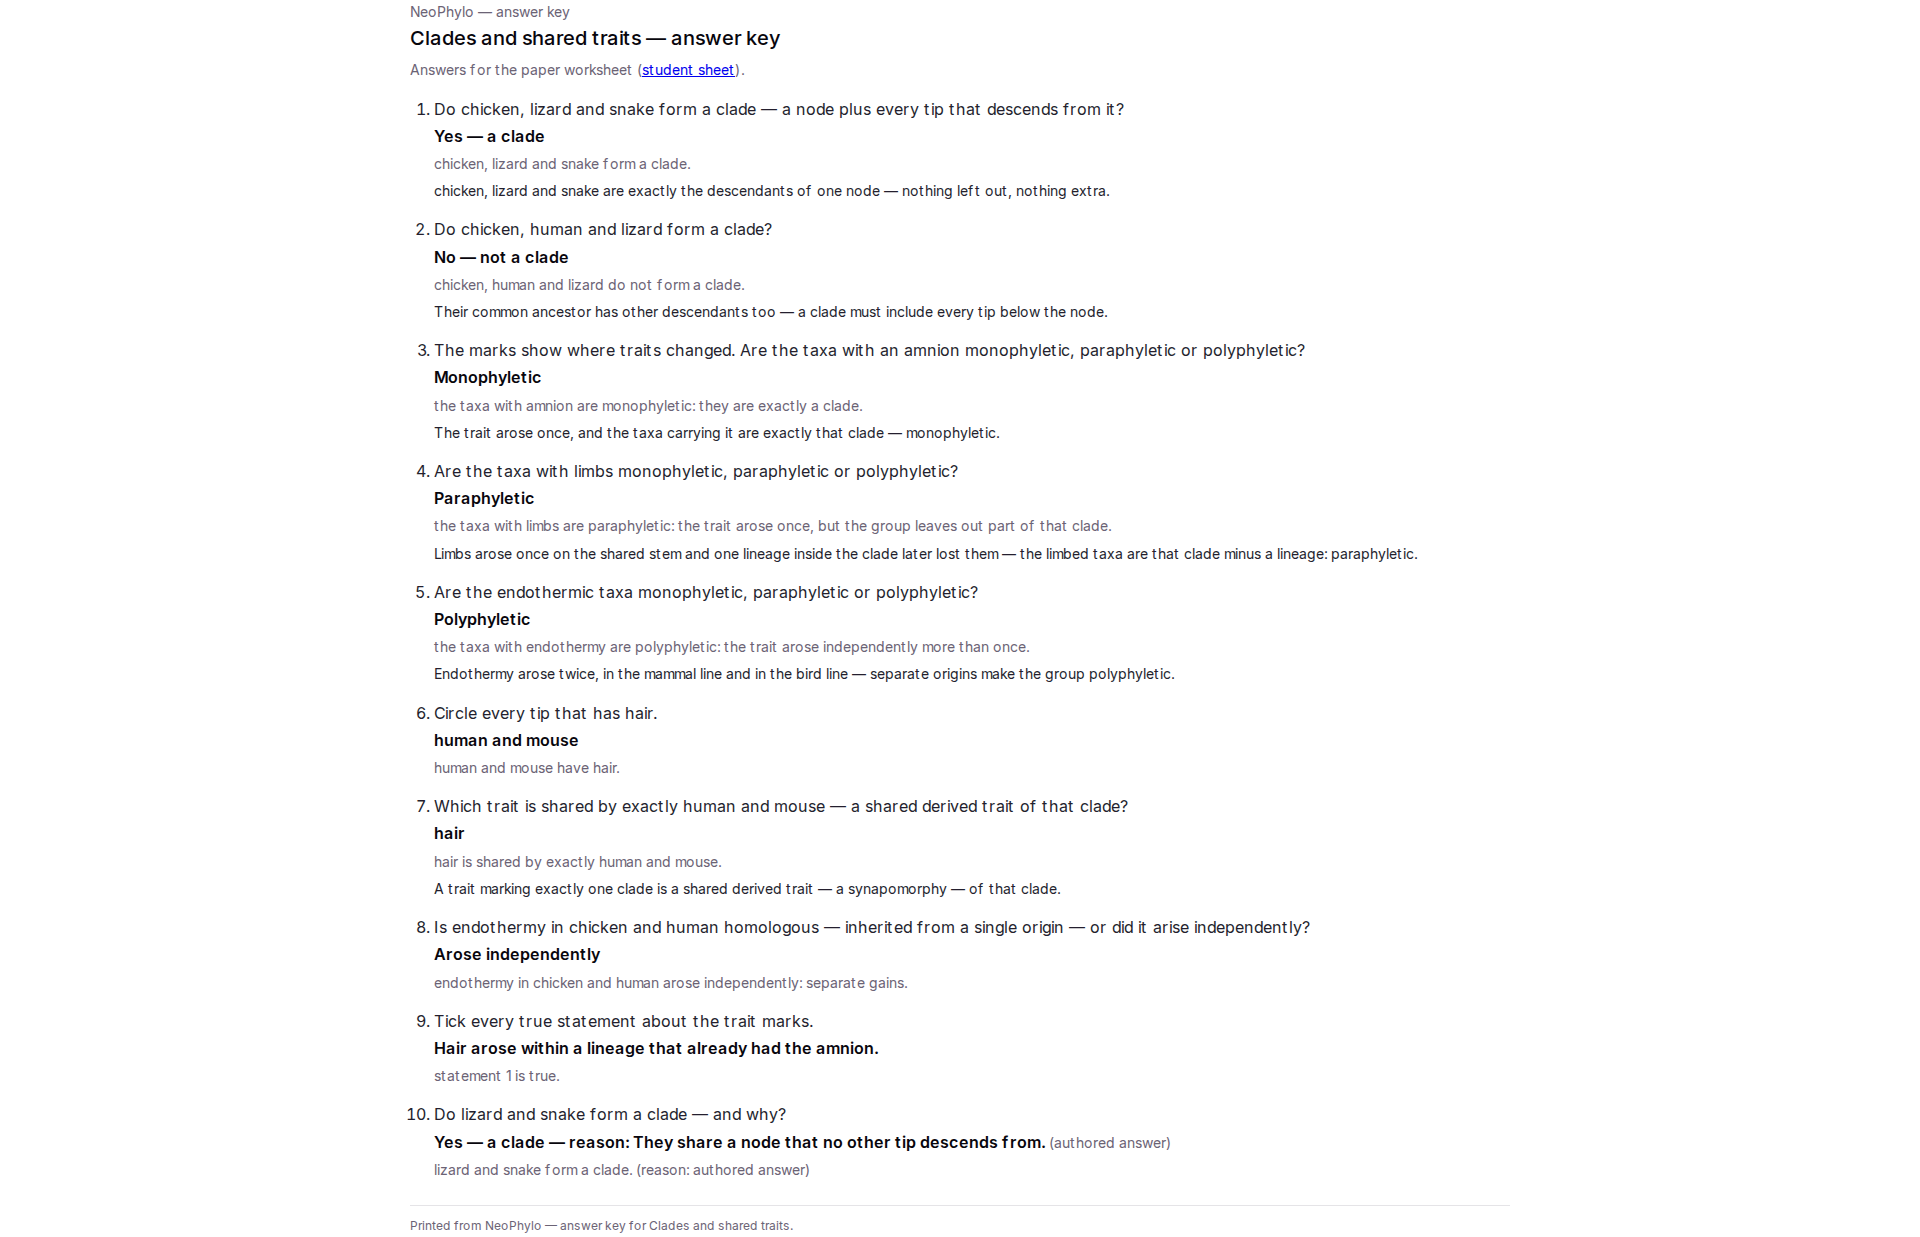 NeoPhylo — answer key
Clades and shared traits — answer key
Answers for the paper worksheet (student sheet).
1. Do chicken, lizard and snake form a clade — a node plus every tip that descends from it?
Yes — a clade
chicken, lizard and snake form a clade.
chicken, lizard and snake are exactly the descendants of one node — nothing left out, nothing extra.
2. Do chicken, human and lizard form a clade?
No — not a clade
chicken, human and lizard do not form a clade.
Their common ancestor has other descendants too — a clade must include every tip below the node.
3. The marks show where traits changed. Are the taxa with an amnion monophyletic, paraphyletic or polyphyletic?
Monophyletic
the taxa with amnion are monophyletic: they are exactly a clade.
The trait arose once, and the taxa carrying it are exactly that clade — monophyletic.
4. Are the taxa with limbs monophyletic, paraphyletic or polyphyletic?
Paraphyletic
the taxa with limbs are paraphyletic: the trait arose once, but the group leaves out part of that clade.
Limbs arose once on the shared stem and one lineage inside the clade later lost them — the limbed taxa are that clade minus a lineage: paraphyletic.
5. Are the endothermic taxa monophyletic, paraphyletic or polyphyletic?
Polyphyletic
the taxa with endothermy are polyphyletic: the trait arose independently more than once.
Endothermy arose twice, in the mammal line and in the bird line — separate origins make the group polyphyletic.
6. Circle every tip that has hair.
human and mouse
human and mouse have hair.
7. Which trait is shared by exactly human and mouse — a shared derived trait of that clade?
hair
hair is shared by exactly human and mouse.
A trait marking exactly one clade is a shared derived trait — a synapomorphy — of that clade.
8. Is endothermy in chicken and human homologous — inherited from a single origin — or did it arise independently?
Arose independently
endothermy in chicken and human arose independently: separate gains.
9. Tick every true statement about the trait marks.
Hair arose within a lineage that already had the amnion.
statement 1 is true.
10. Do lizard and snake form a clade — and why?
Yes — a clade — reason: They share a node that no other tip descends from. (authored answer)
lizard and snake form a clade. (reason: authored answer)
Printed from NeoPhylo — answer key for Clades and shared traits.